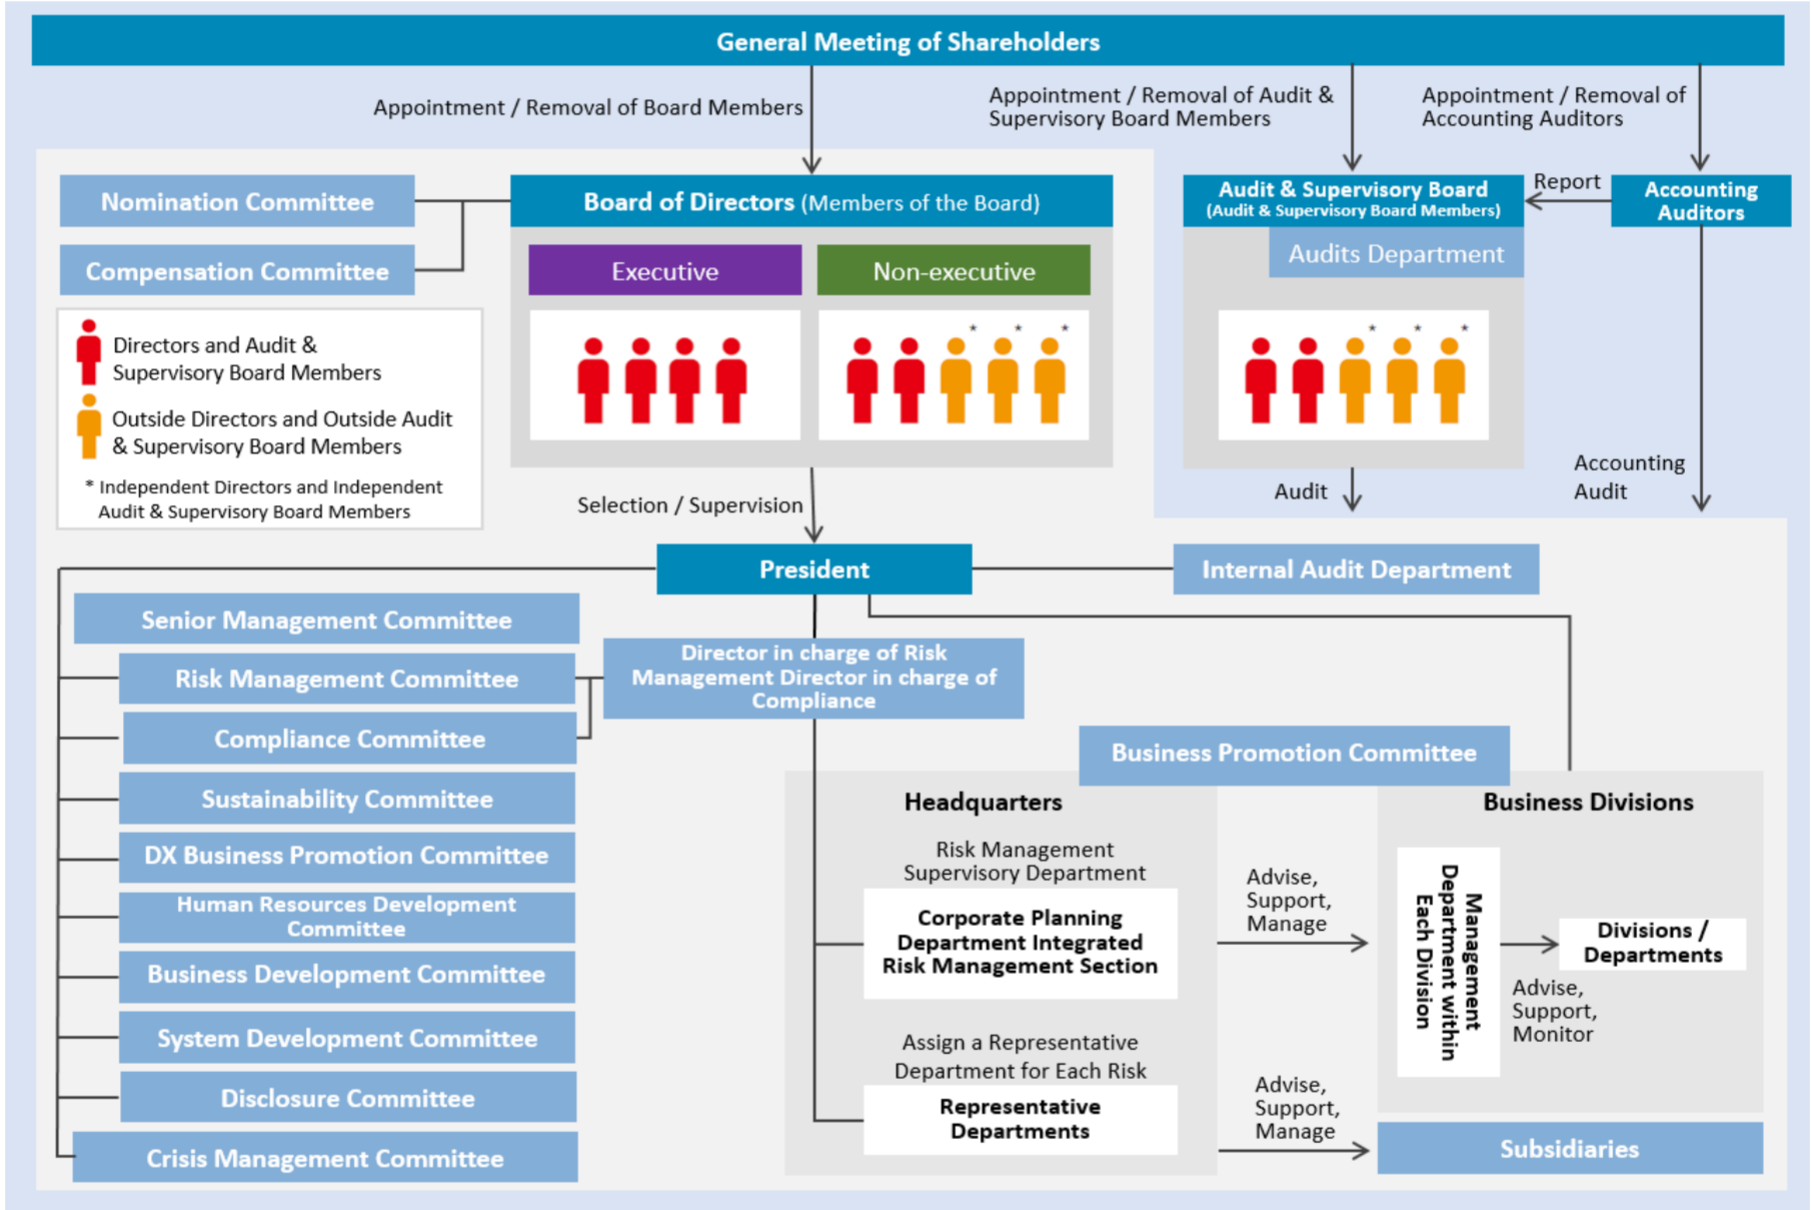 General Meeting of Shareholders
Appointment / Removal of Board Members
Appointment / Removal of Audit &
Supervisory Board Members
Appointment / Removal of
Accounting Auditors
Nomination Committee
Compensation Committee
Board of Directors (Members of the Board)
Executive
Non-executive
* * *
Audit & Supervisory Board
(Audit & Supervisory Board Members)
Audits Department
* * *
Report
Accounting
Auditors
Directors and Audit &
Supervisory Board Members
Outside Directors and Outside Audit
& Supervisory Board Members
* Independent Directors and Independent
Audit & Supervisory Board Members
Selection / Supervision
Audit
Accounting
Audit
President
Internal Audit Department
Senior Management Committee
Risk Management Committee
Compliance Committee
Sustainability Committee
DX Business Promotion Committee
Human Resources Development
Committee
Business Development Committee
System Development Committee
Disclosure Committee
Crisis Management Committee
Director in charge of Risk
Management Director in charge of
Compliance
Business Promotion Committee
Headquarters
Risk Management
Supervisory Department
Corporate Planning
Department Integrated
Risk Management Section
Assign a Representative
Department for Each Risk
Representative
Departments
Advise,
Support,
Manage
Advise,
Support,
Manage
Business Divisions
Management
Department within
Each Division
Divisions /
Departments
Advise,
Support,
Monitor
Subsidiaries